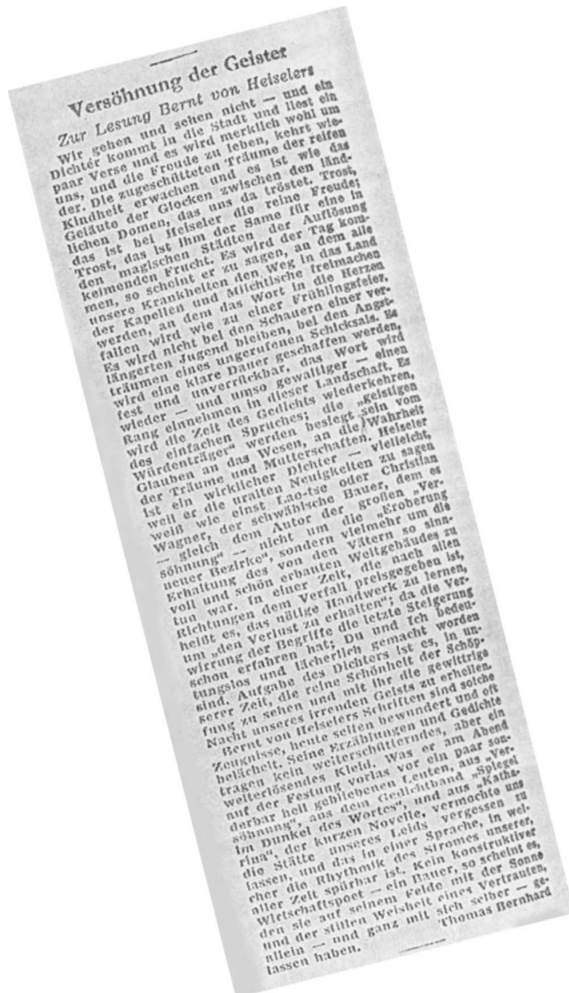 Versöhnung der Geister
Zur Lesung Bernt von Heiselers
Wir gehen und sehen nicht — und ein
Dichter kommt in die Stadt und liest ein
paar Verse und es wird merklich wohl um
uns, und die Freude zu leben, kehrt wie-
der. Die zugeschütteten Träume der reifen
Kindheit erwachen und es ist wie das
Geläute der Glocken zwischen den länd-
lichen Domen, das uns da tröstet. Trost,
das ist bei Heiseler die reine Freude;
Trost, das ist ihm der Same für eine in
den magischen Städten der Auflösung
keimenden Frucht. Es wird der Tag kom-
men, so scheint er zu sagen, an dem alle
unsere Krankheiten den Weg in das Land
der Kapellen und Milchtische freimachen
werden, an dem das Wort in die Herzen
fallen wird wie zu einer Frühlingsfeier.
Es wird nicht bei den Schauern einer ver-
längerten Jugend bleiben, bei den Angst-
träumen eines ungerufenen Schicksals. Es
wird eine klare Dauer geschaffen werden,
fest und unverrückbar, das Wort wird
wieder — und umso gewaltiger — einen
Rang einnehmen in dieser Landschaft. Es
wird die Zeit des Gedichts wiederkehren,
des einfachen Spruches; die „geistigen
Würdenträger“ werden besiegt sein vom
Glauben an das Wesen, an die Wahrheit
der Träume und Mutterschaften. Heiseler
ist ein wirklicher Dichter — vielleicht,
weil er die uralten Neuigkeiten zu sagen
weiß wie einst Lao-tse oder Christian
Wagner, der schwäbische Bauer, dem es
— gleich dem Autor der großen „Ver-
söhnung“ — nicht um die „Eroberung
neuer Bezirke“, sondern vielmehr um die
Erhaltung des von den Vätern so sinn-
voll und schön erbauten Weltgebäudes zu
tun war. In einer Zeit, die nach allen
Richtungen dem Verfall preisgegeben ist,
heißt es, das nötige Handwerk zu lernen,
um „den Verlust zu erhalten“; da die Ver-
wirrung der Begriffe die letzte Steigerung
schon erfahren hat; Du und Ich bedeu-
tungslos und lächerlich gemacht worden
sind. Aufgabe des Dichters ist es, in un-
serer Zeit, die reine Schönheit der Schöp-
fung zu sehen und mit ihr die gewittrige
Nacht unseres irrenden Geists zu erhellen.
Bernt von Heiselers Schriften sind solche
Zeugnisse, heute selten bewundert und oft
belächelt. Seine Erzählungen und Gedichte
tragen kein weiterschütterndes, aber ein
weiterlösendes Kleid. Was er am Abend
auf der Festung vorlas vor ein paar son-
derbar hell gebliebenen Leuten, aus „Ver-
söhnung“, aus dem Gedichtband „Spiegel
im Dunkel des Wortes“, und aus „Katha-
rina“, der kurzen Novelle, vermochte uns
die Stätte unseres Leids vergessen zu
lassen, und das in einer Sprache, in wel-
cher die Rhythmik des Stromes unserer,
aller Zeit spürbar ist. Kein konstruktiver
Wirtschaftspoet — ein Bauer, so scheint es,
den sie auf seinem Felde mit der Sonne
und der stillen Weisheit eines Vertrauten,
allein — und ganz mit sich selber — ge-
lassen haben. Thomas Bernhard